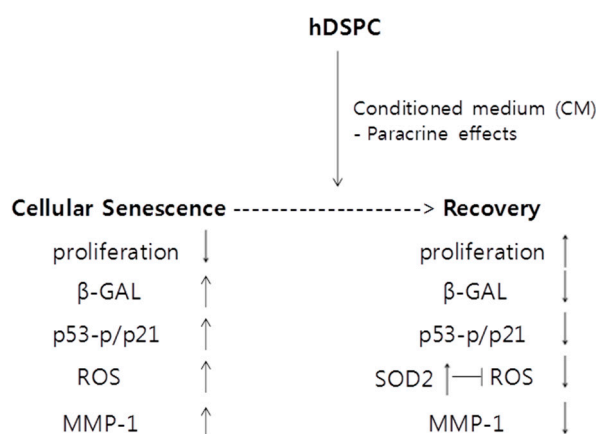 hDSPC
Conditioned medium (CM)
- Paracrine effects
Cellular Senescence --------------------> Recovery
proliferation ↓ proliferation ↑
β-GAL ↑ β-GAL ↓
p53-p/p21 ↑ p53-p/p21 ↓
ROS ↑ SOD2 ↑ ROS ↓
MMP-1 ↑ MMP-1 ↓